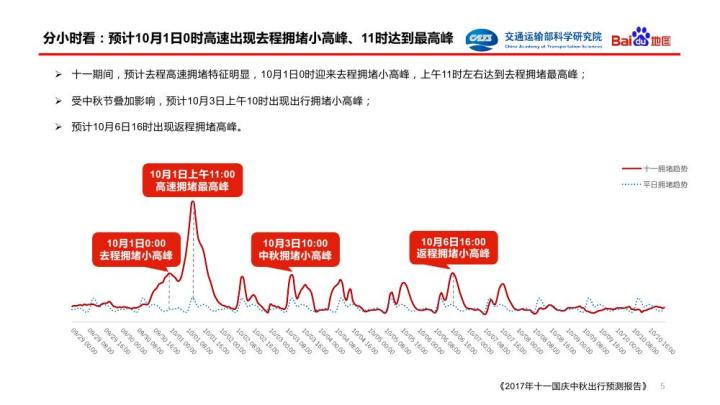 分小时看：预计10月1日0时高速出现去程拥堵小高峰、11时达到最高峰
CATS
交通运输部科学研究院
China Academy of Transportation Sciences
Bai du 地图
十一期间，预计去程高速拥堵特征明显，10月1日0时迎来去程拥堵小高峰，上午11时左右达到去程拥堵最高峰；
受中秋节叠加影响，预计10月3日上午10时出现出行拥堵小高峰；
预计10月6日16时出现返程拥堵高峰。
10月1日上午11:00
高速拥堵最高峰
十一拥堵趋势
平日拥堵趋势
10月1日0:00
去程拥堵小高峰
10月3日10:00
中秋拥堵小高峰
10月6日16:00
返程拥堵小高峰
09/29 00:00
09/29 08:00
09/29 16:00
09/30 00:00
09/30 08:00
09/30 16:00
10/01 00:00
10/01 08:00
10/01 16:00
10/02 00:00
10/02 08:00
10/02 16:00
10/03 00:00
10/03 08:00
10/03 16:00
10/04 00:00
10/04 08:00
10/04 16:00
10/05 00:00
10/05 08:00
10/05 16:00
10/06 00:00
10/06 08:00
10/06 16:00
10/07 00:00
10/07 08:00
10/07 16:00
10/08 00:00
10/08 08:00
10/08 16:00
10/09 00:00
10/09 08:00
10/09 16:00
10/10 00:00
10/10 08:00
10/10 16:00
《2017年十一国庆中秋出行预测报告》
5